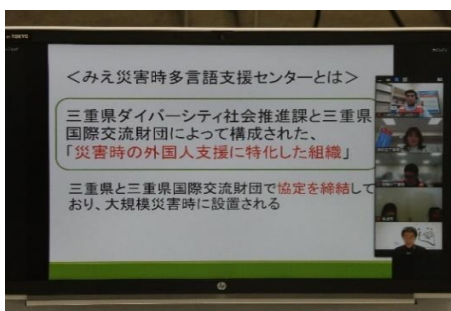 ＜みえ災害時多言語支援センターとは＞
三重県ダイバーシティ社会推進課と三重県
国際交流財団によって構成された、
「災害時の外国人支援に特化した組織」
三重県と三重県国際交流財団で協定を締結して
おり、大規模災害時に設置される
hp